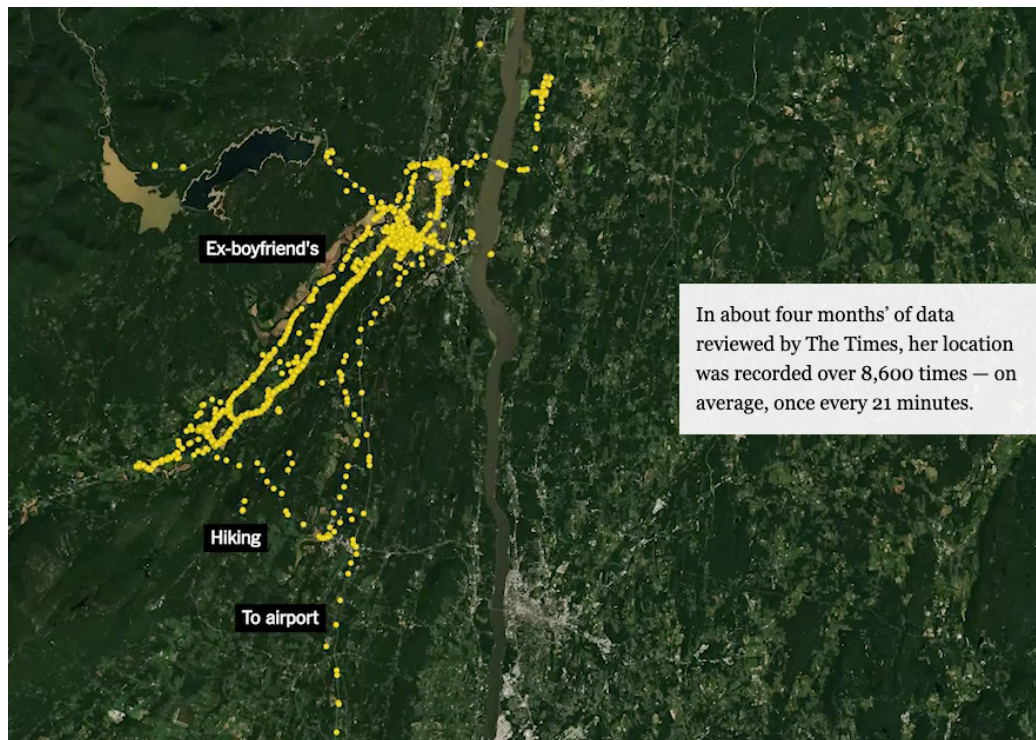 Ex-boyfriend's
In about four months’ of data
reviewed by The Times, her location
was recorded over 8,600 times — on
average, once every 21 minutes.
Hiking
To airport